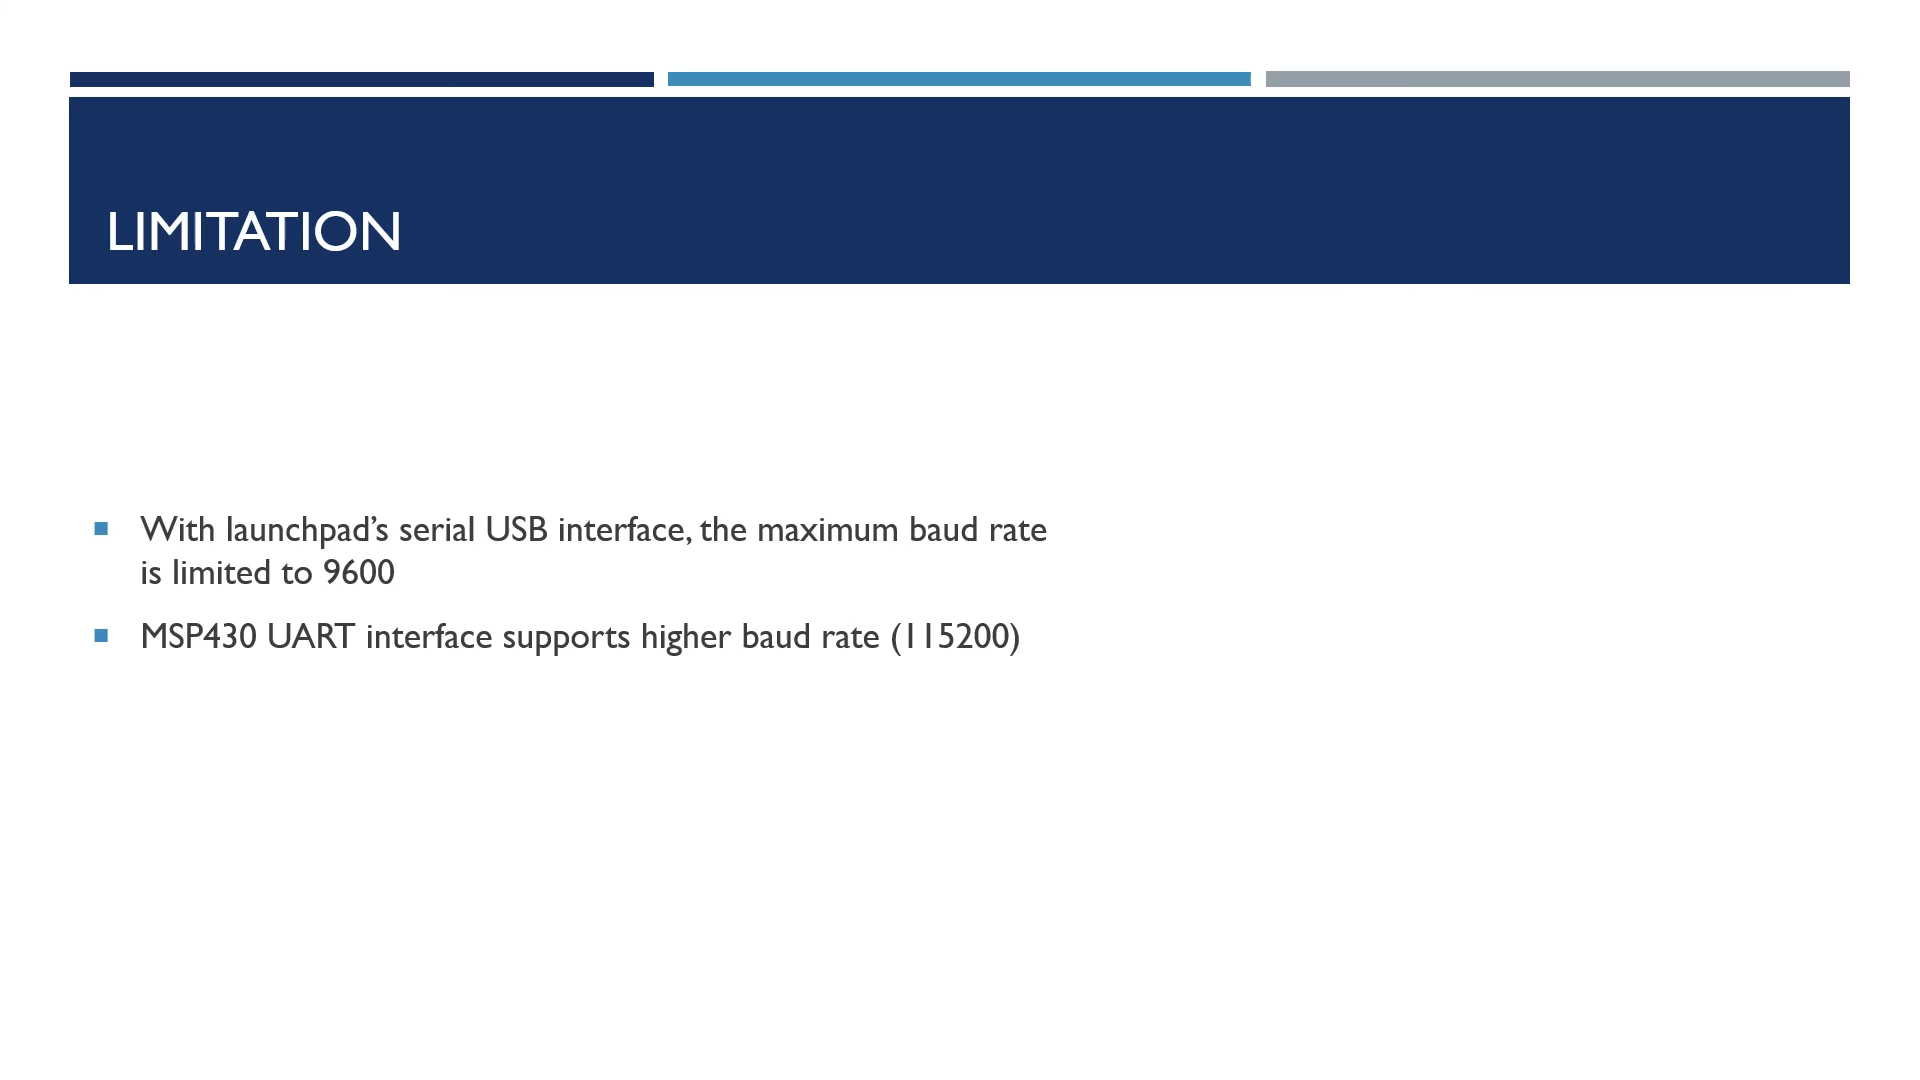 LIMITATION
With launchpad’s serial USB interface, the maximum baud rate
is limited to 9600
MSP430 UART interface supports higher baud rate (115200)